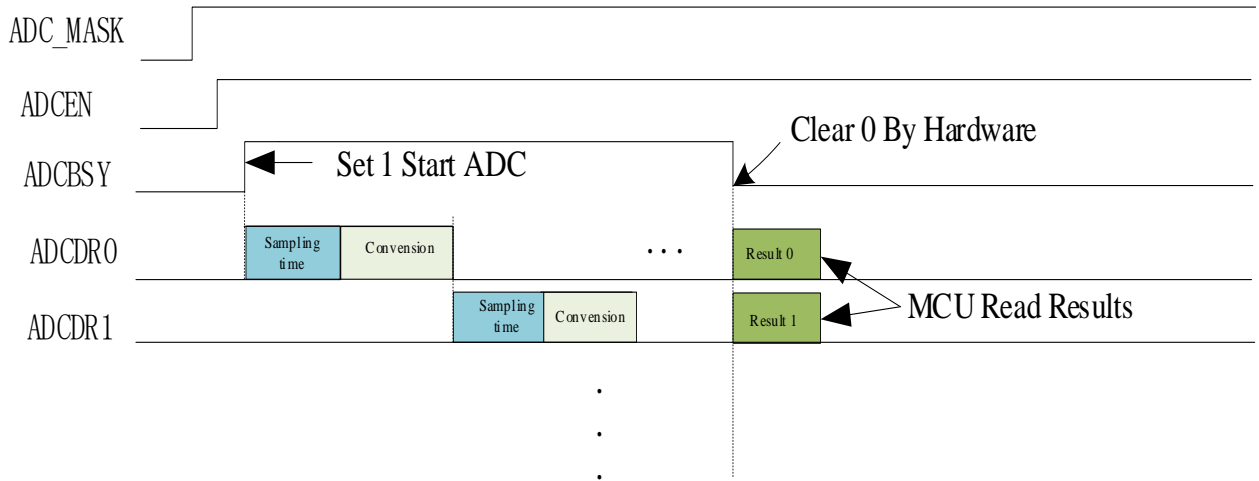 ADC_MASK
ADCEN
Clear 0 By Hardware
ADCBSY
Set 1 Start ADC
ADCDR0
Sampling
time
Convension
...
Result 0
MCU Read Results
ADCDR1
Sampling
time
Convension
Result 1
.
.
.